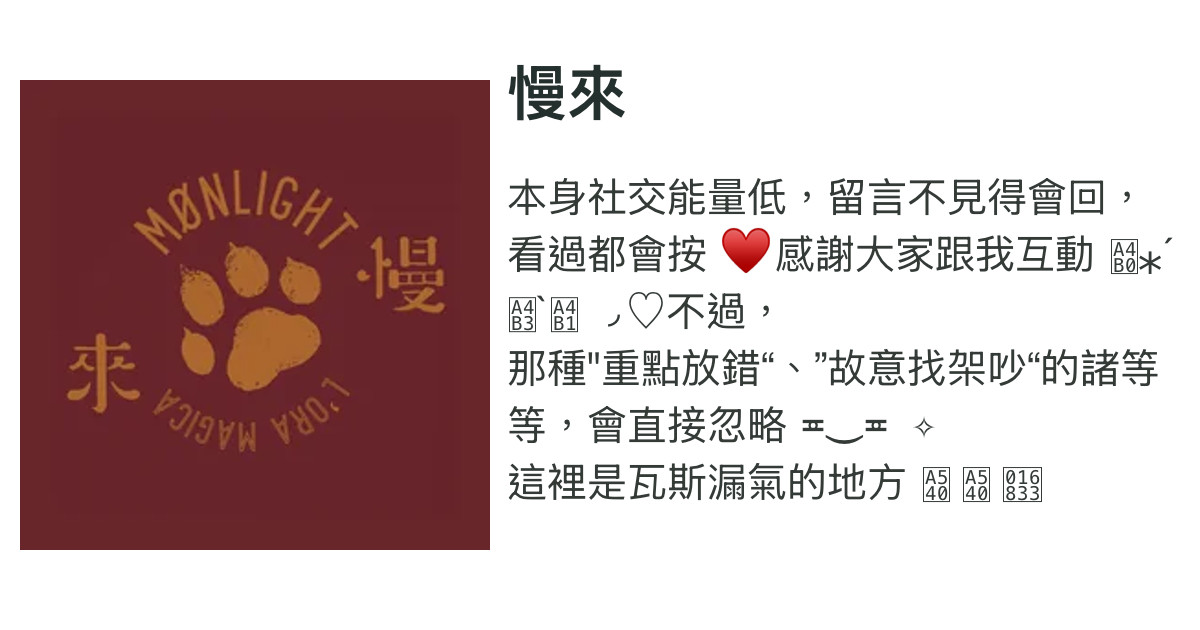 MØNLIGHT
慢
來
L'ORA MAGICA
慢來
本身社交能量低，留言不見得會回，
看過都會按 ♥️感謝大家跟我互動 ꒰⁎ˊ
꒳ˋ꒱ ◞♡不過，
那種"重點放錯“、”故意找架吵“的諸等
等，會直接忽略 ≖‿≖ ✧
這裡是瓦斯漏氣的地方 ꕀ ꕀ 𖠳